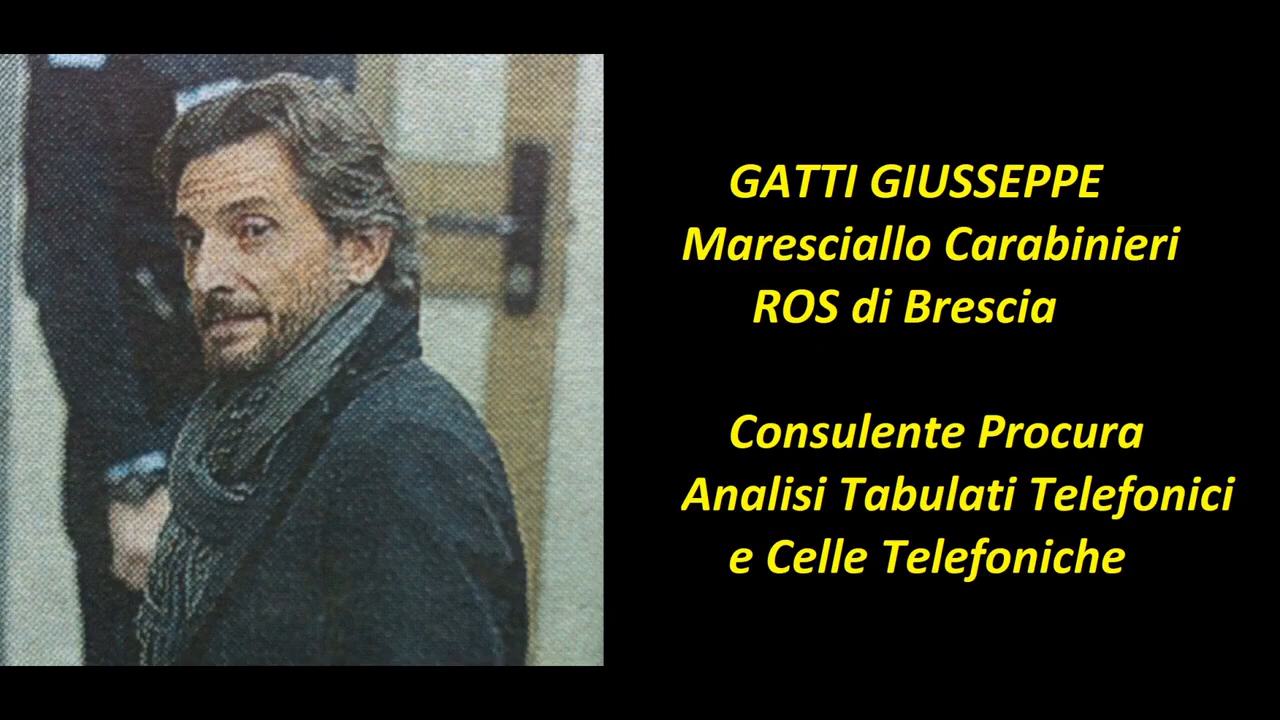 GATTI GIUSSEPPE
Maresciallo Carabinieri
ROS di Brescia
Consulente Procura
Analisi Tabulati Telefonici
e Celle Telefoniche